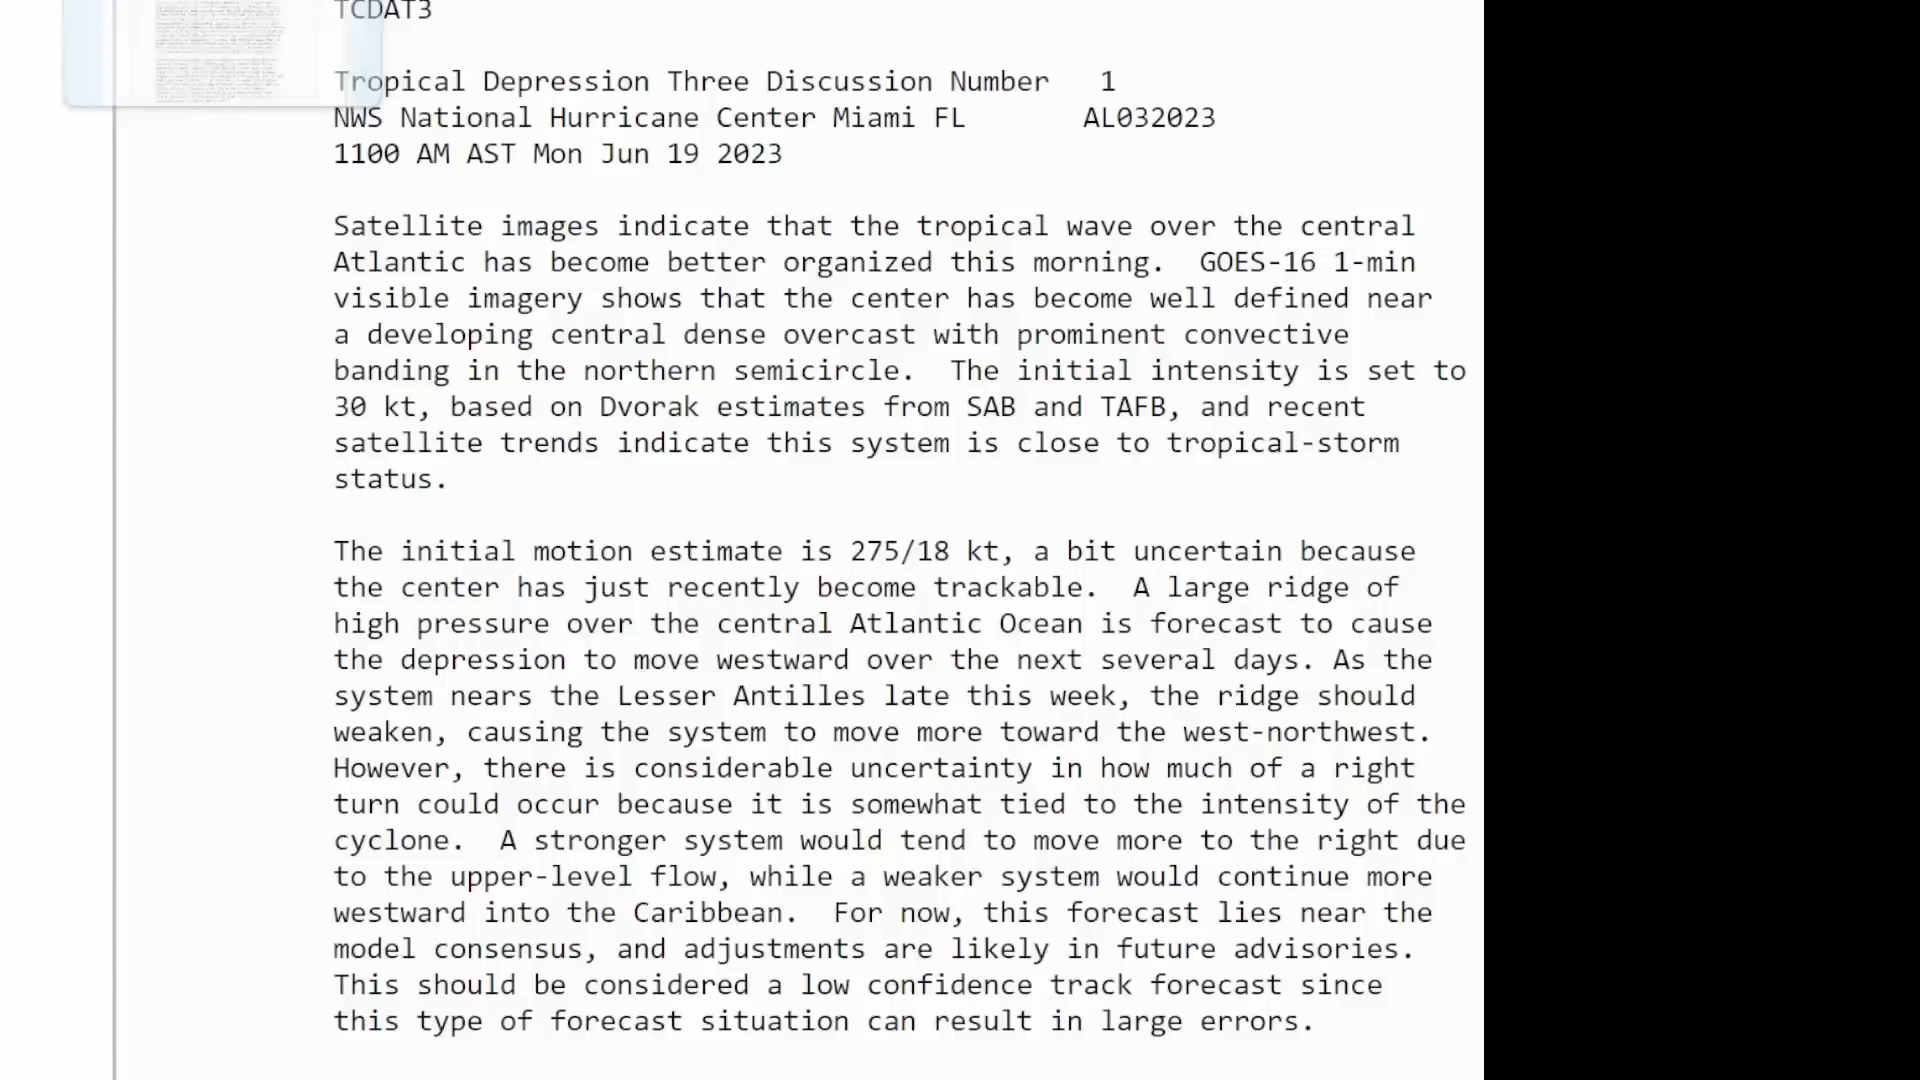 TCDAT3
Tropical Depression Three Discussion Number   1
NWS National Hurricane Center Miami FL       AL032023
1100 AM AST Mon Jun 19 2023
Satellite images indicate that the tropical wave over the central
Atlantic has become better organized this morning.  GOES-16 1-min
visible imagery shows that the center has become well defined near
a developing central dense overcast with prominent convective
banding in the northern semicircle.  The initial intensity is set to
30 kt, based on Dvorak estimates from SAB and TAFB, and recent
satellite trends indicate this system is close to tropical-storm
status.
The initial motion estimate is 275/18 kt, a bit uncertain because
the center has just recently become trackable.  A large ridge of
high pressure over the central Atlantic Ocean is forecast to cause
the depression to move westward over the next several days. As the
system nears the Lesser Antilles late this week, the ridge should
weaken, causing the system to move more toward the west-northwest.
However, there is considerable uncertainty in how much of a right
turn could occur because it is somewhat tied to the intensity of the
cyclone.  A stronger system would tend to move more to the right due
to the upper-level flow, while a weaker system would continue more
westward into the Caribbean.  For now, this forecast lies near the
model consensus, and adjustments are likely in future advisories.
This should be considered a low confidence track forecast since
this type of forecast situation can result in large errors.